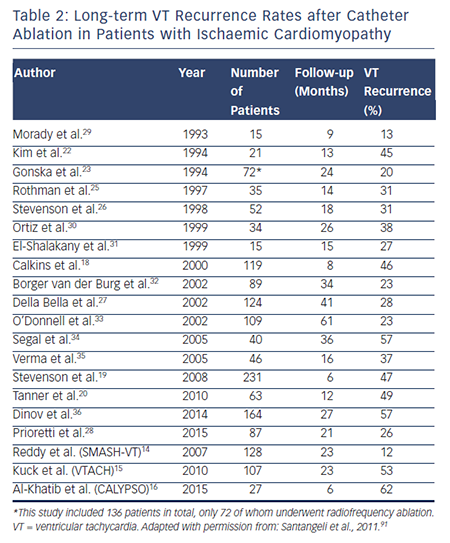 Table 2: Long-term VT Recurrence Rates after Catheter
Ablation in Patients with Ischaemic Cardiomyopathy
Author Year Number Follow-up VT
of (Months) Recurrence
Patients (%)
Morady et al.29 1993 15 9 13
Kim et al.22 1994 21 13 45
Gonska et al.23 1994 72* 24 20
Rothman et al.25 1997 35 14 31
Stevenson et al.26 1998 52 18 31
Ortiz et al.30 1999 34 26 38
El-Shalakany et al.31 1999 15 15 27
Calkins et al.18 2000 119 8 46
Borger van der Burg et al.32 2002 89 34 23
Della Bella et al.27 2002 124 41 28
O'Donnell et al.33 2002 109 61 23
Segal et al.34 2005 40 36 57
Verma et al.35 2005 46 16 37
Stevenson et al.19 2008 231 6 47
Tanner et al.20 2010 63 12 49
Dinov et al.36 2014 164 27 57
Prioretti et al.28 2015 87 21 26
Reddy et al. (SMASH-VT)14 2007 128 23 12
Kuck et al. (VTACH)15 2010 107 23 53
Al-Khatib et al. (CALYPSO)16 2015 27 6 62
*This study included 136 patients in total, only 72 of whom underwent radiofrequency ablation.
VT = ventricular tachycardia. Adapted with permission from: Santangeli et al., 2011.91